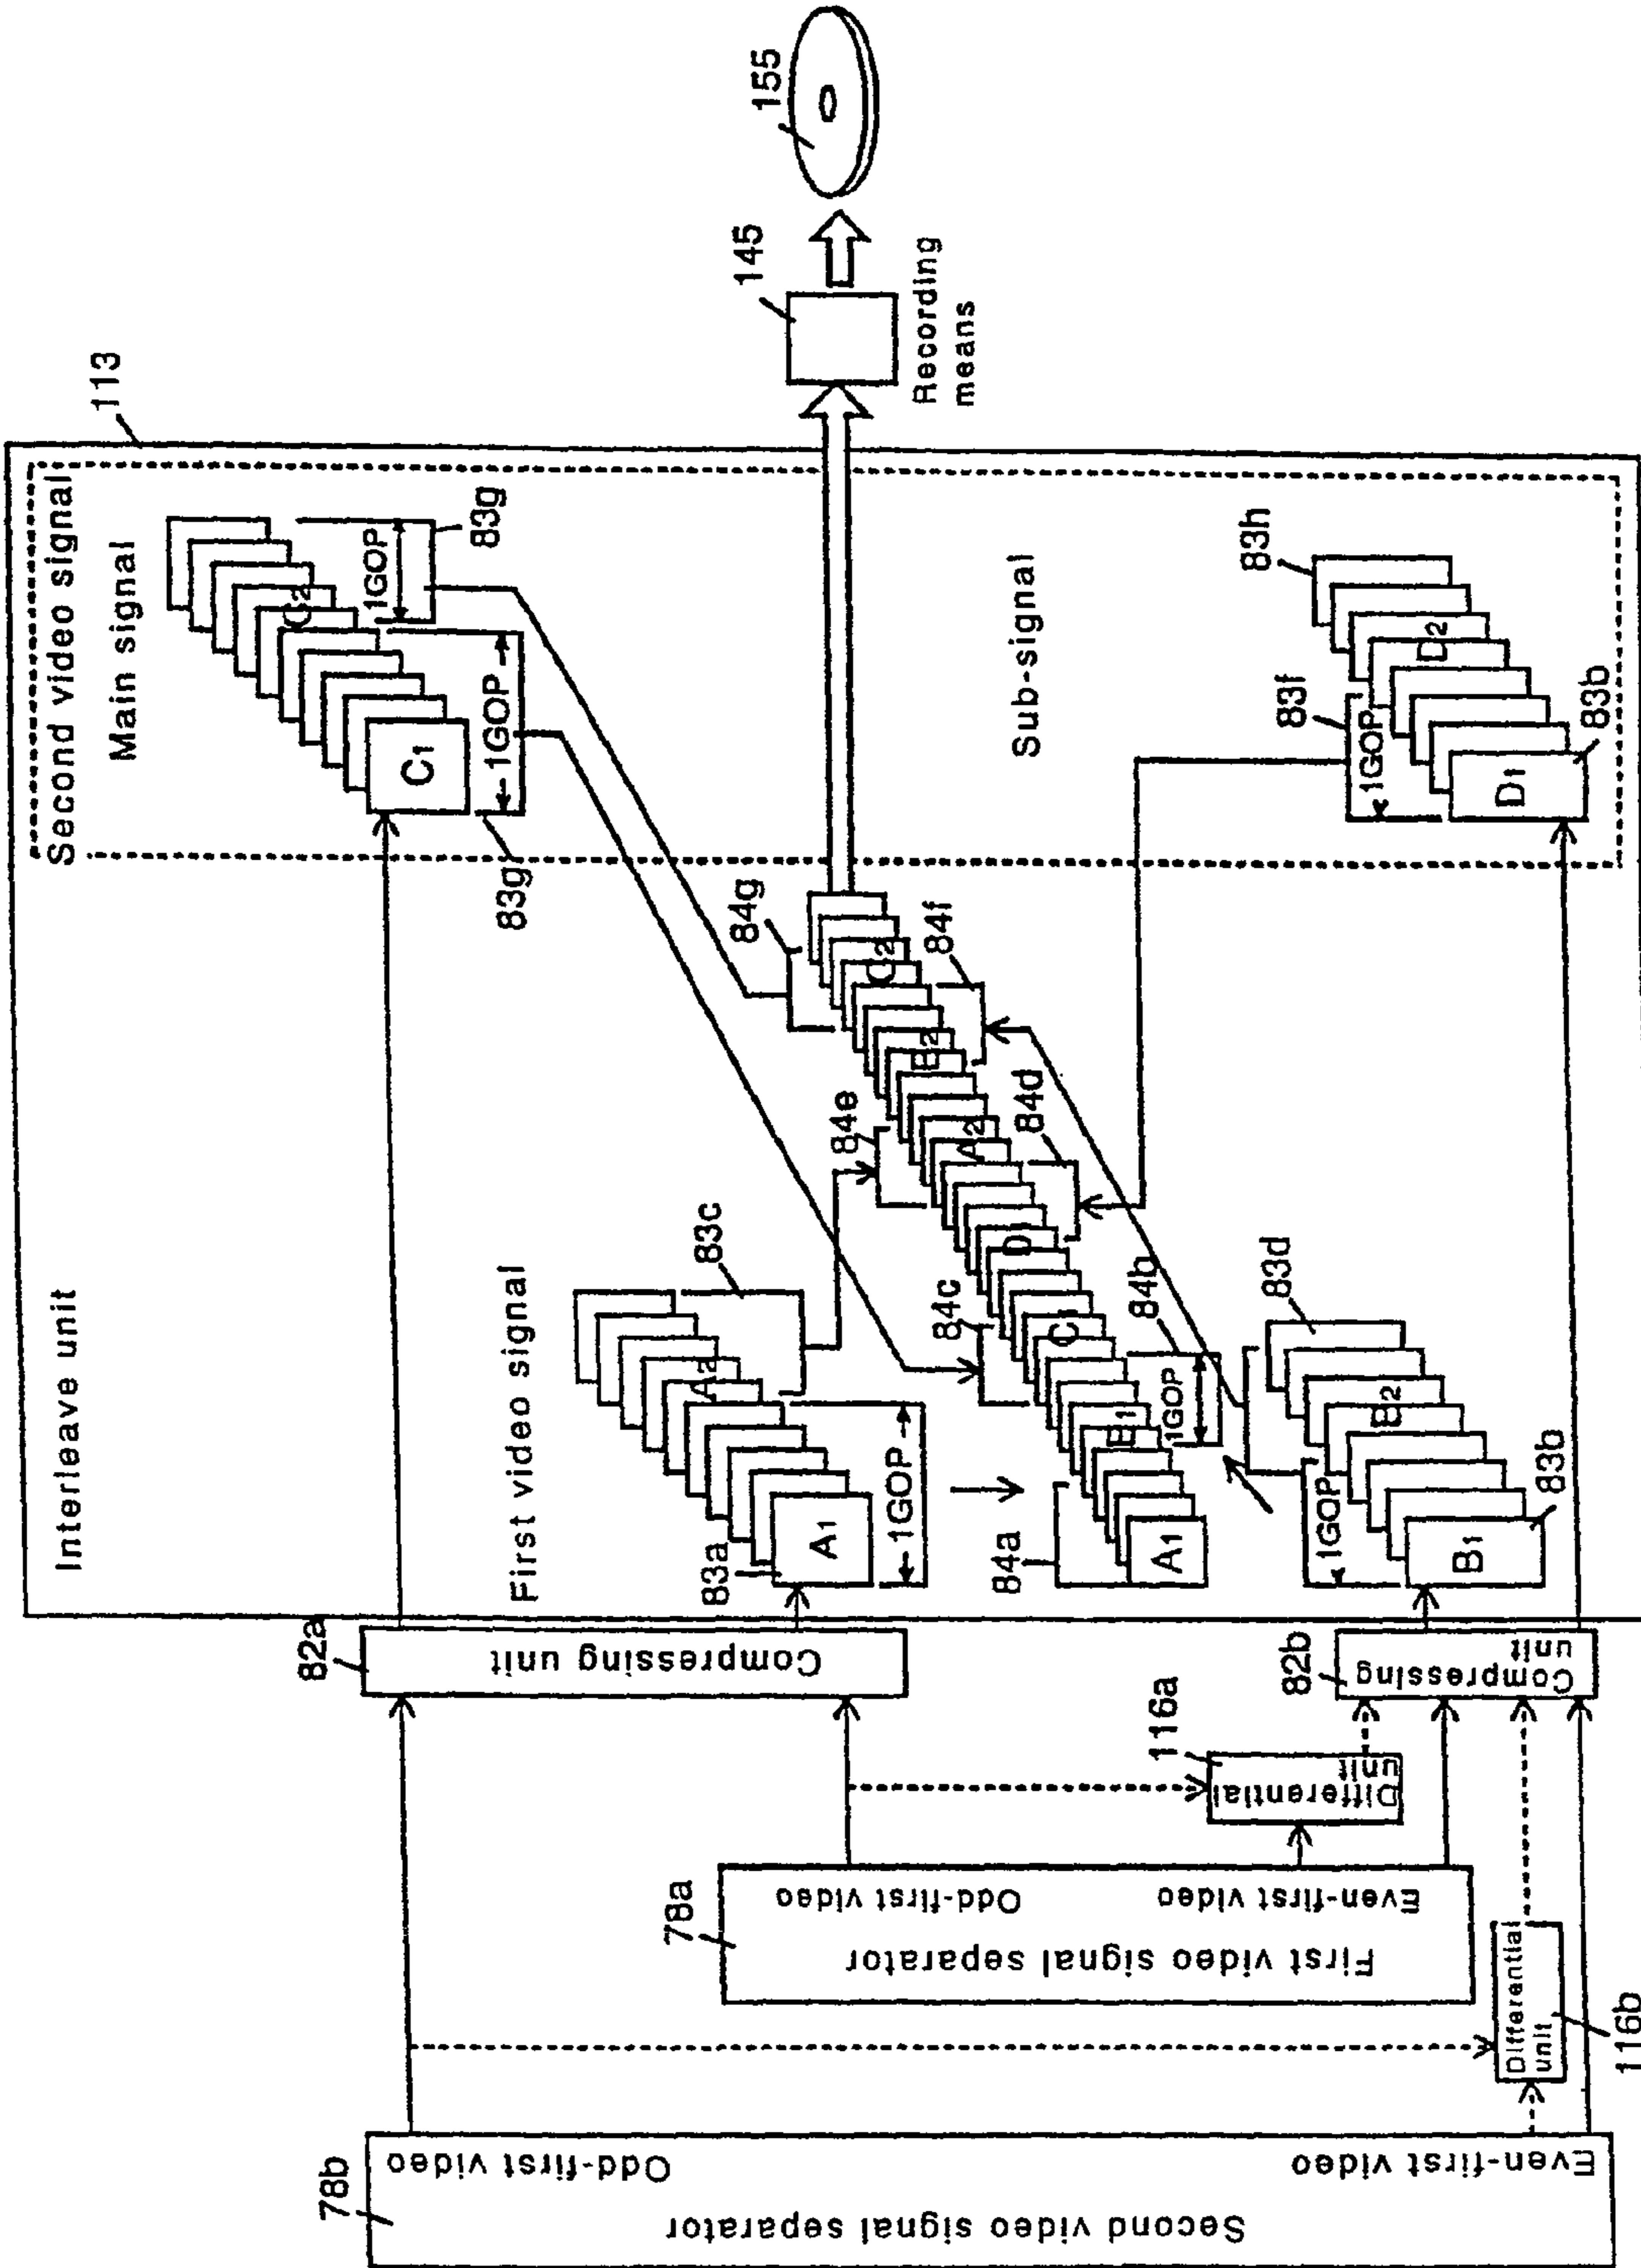 113
Second video signal
Main signal
Interleave unit
C2
1GOP
83g
C1
1GOP
83g
First video signal
83c
A2
83a
A1
1GOP
84g
C2
84f
B2
84e
A2
84d
D
84c
C
84b
B1
1GOP
84a
A1
Sub-signal
83h
83f
1GOP
D2
D1
83b
83d
1GOP
B2
B1
83b
145
Recording
means
155
82a
Compressing unit
82b
Compressing
unit
116a
Differential
unit
78a
Odd-first video
Even-first video
First video signal separator
Differential
unit
116b
78b
Odd-first video
Even-first video
Second video signal separator